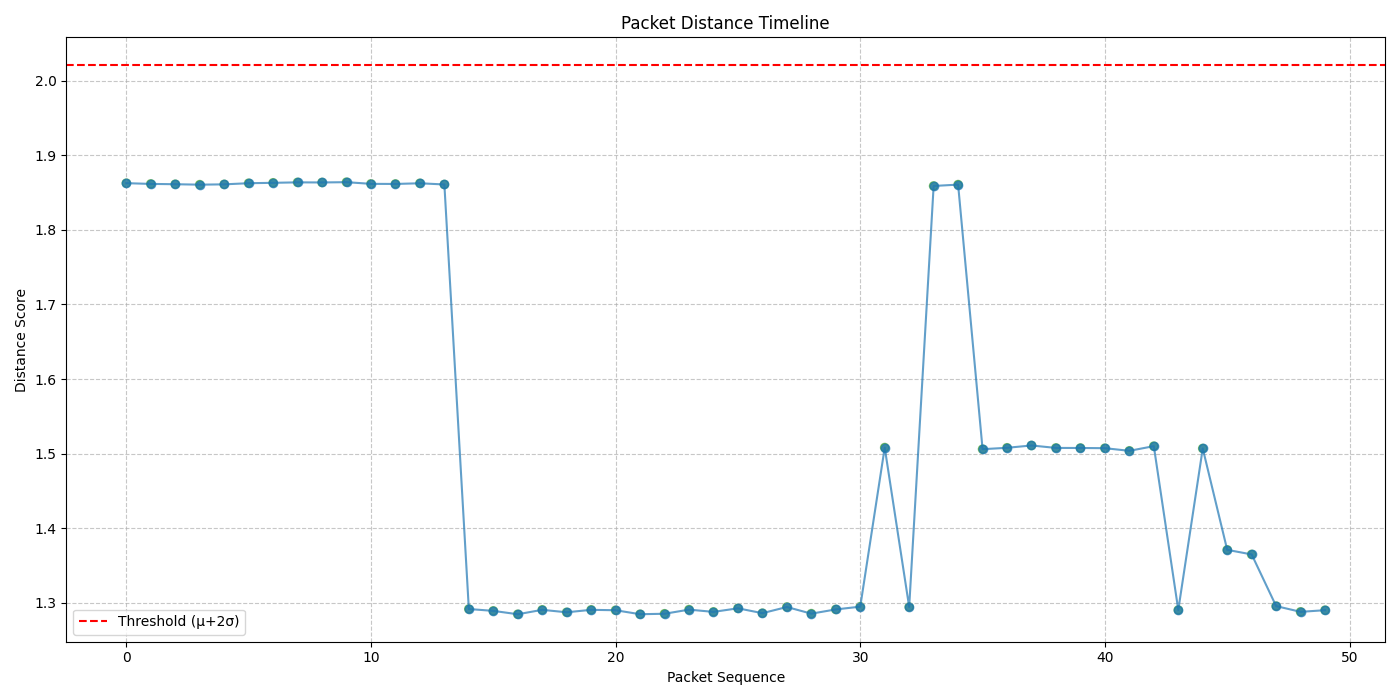 Packet Distance Timeline
Distance Score
2.0
1.9
1.8
1.7
1.6
1.5
1.4
1.3
Threshold (μ+2σ)
0 10 20 30 40 50
Packet Sequence